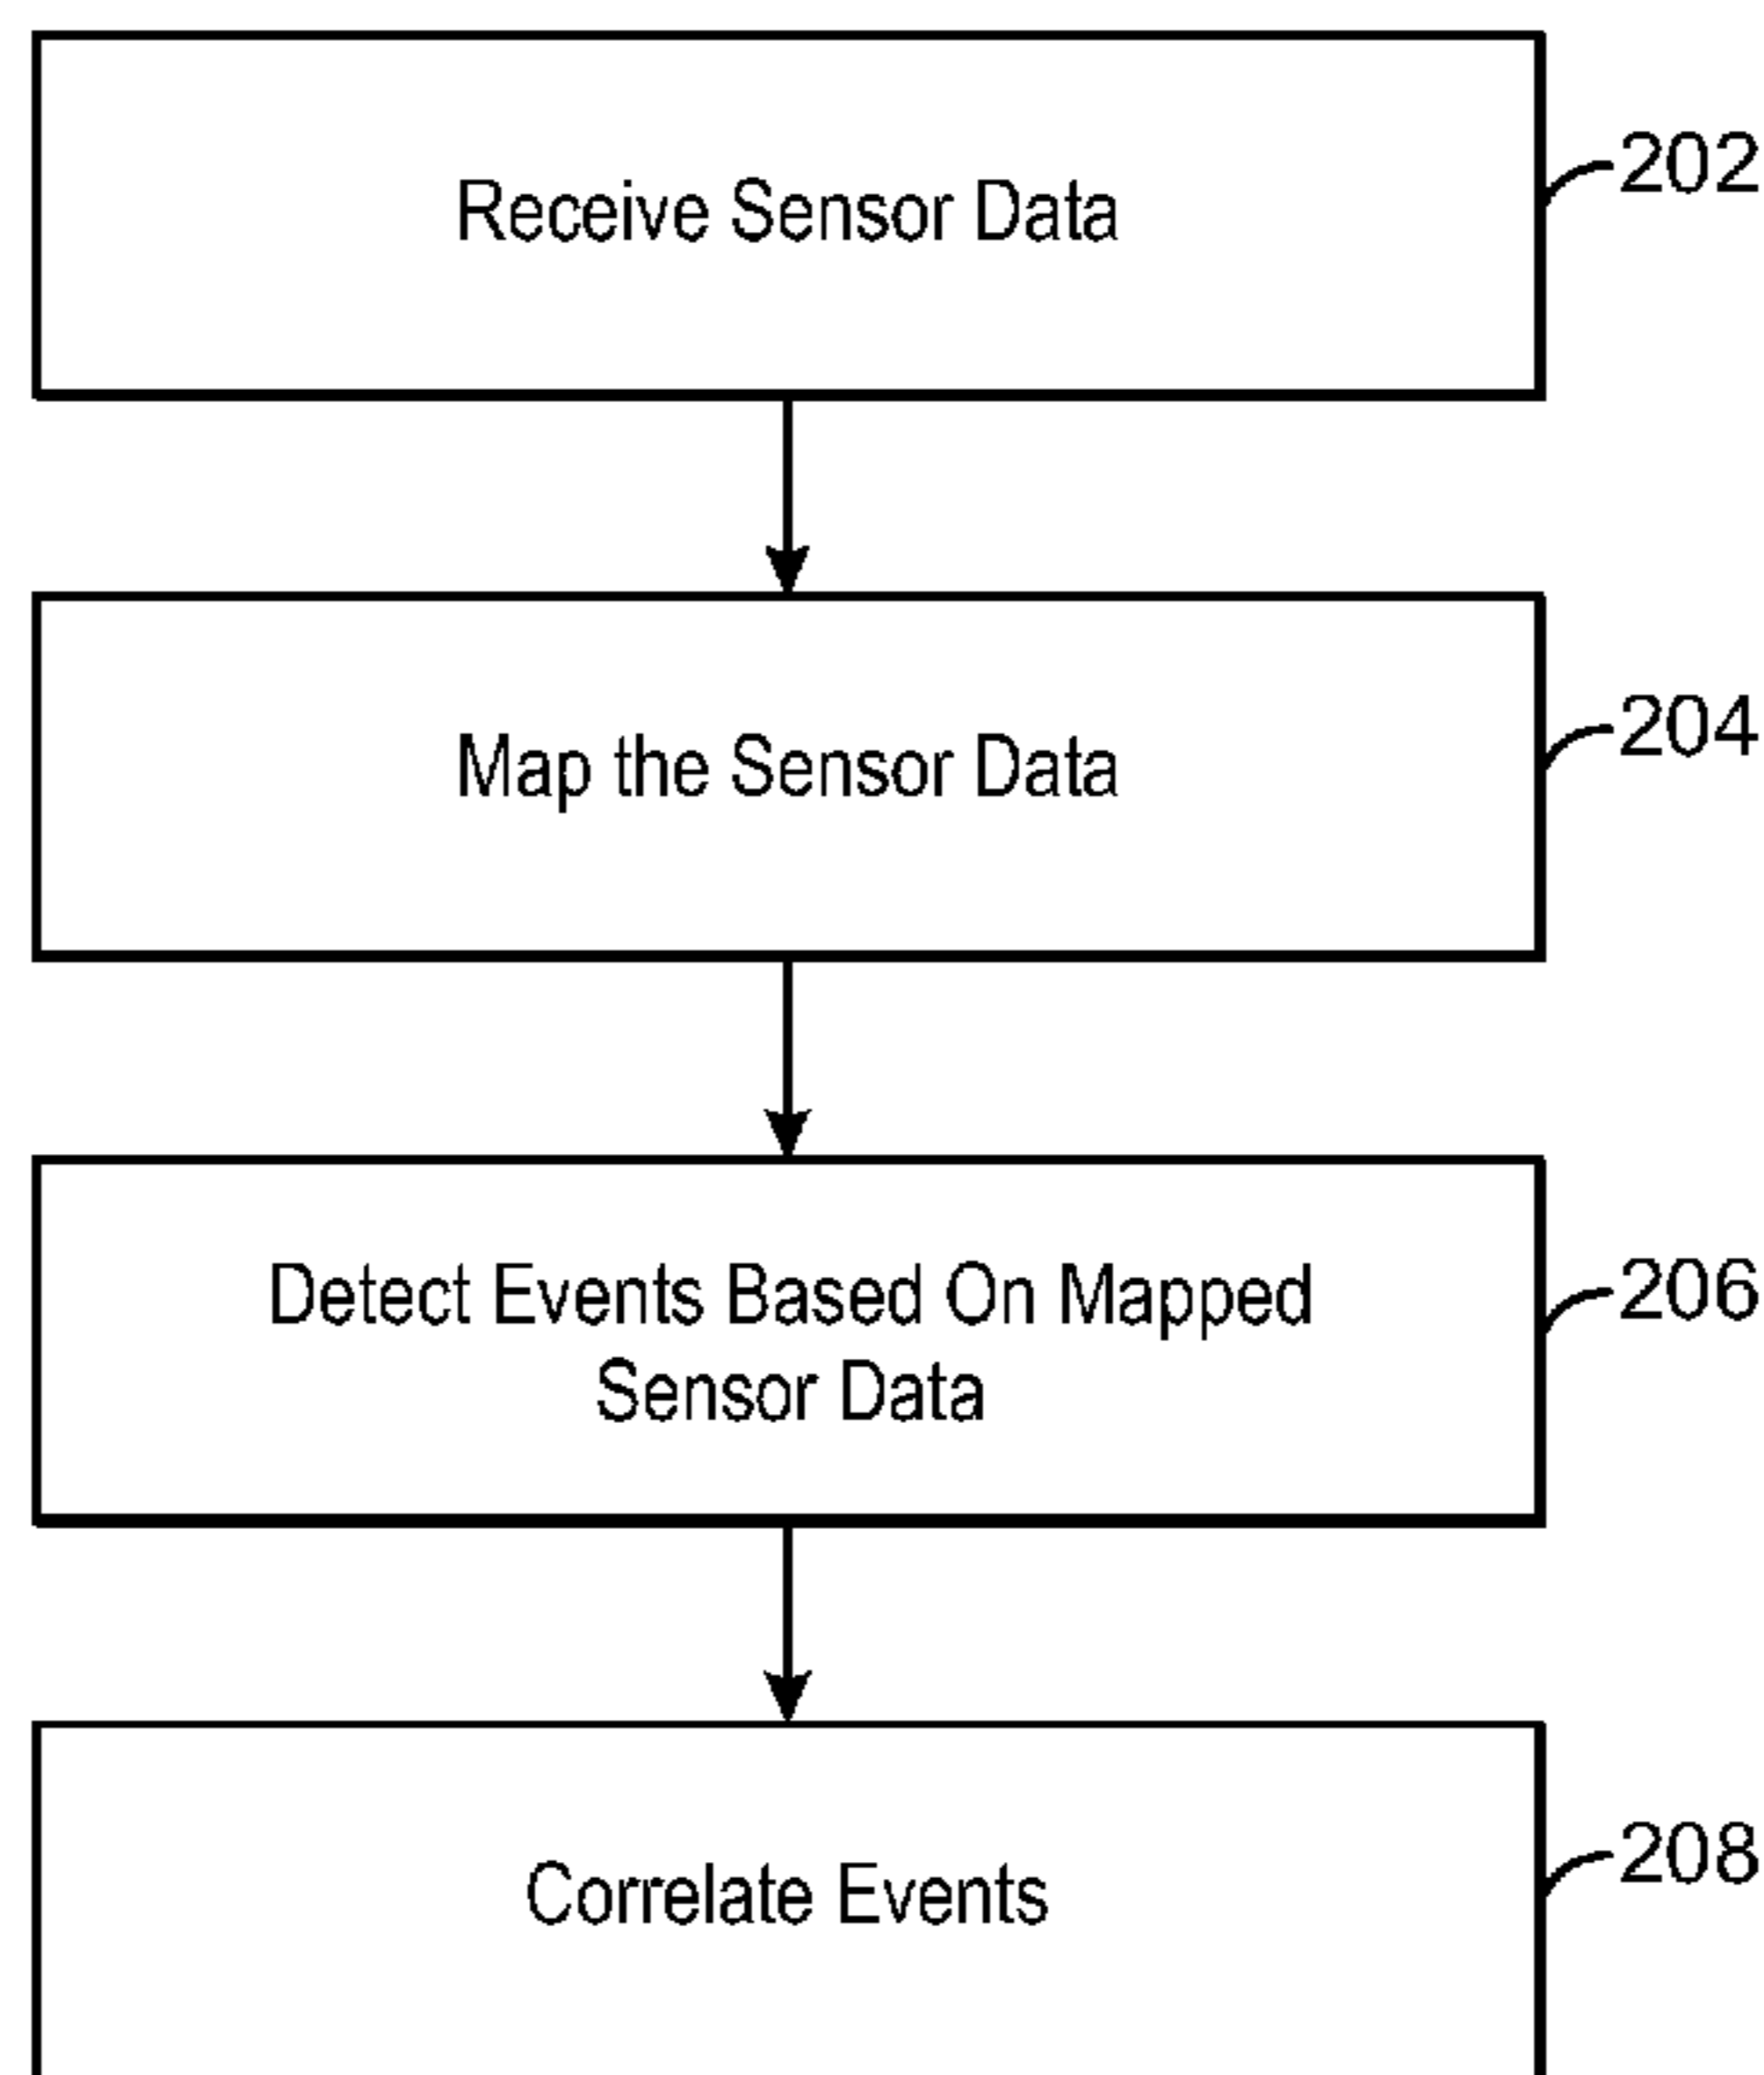 Receive Sensor Data
202
Map the Sensor Data
204
Detect Events Based On Mapped
Sensor Data
206
Correlate Events
208